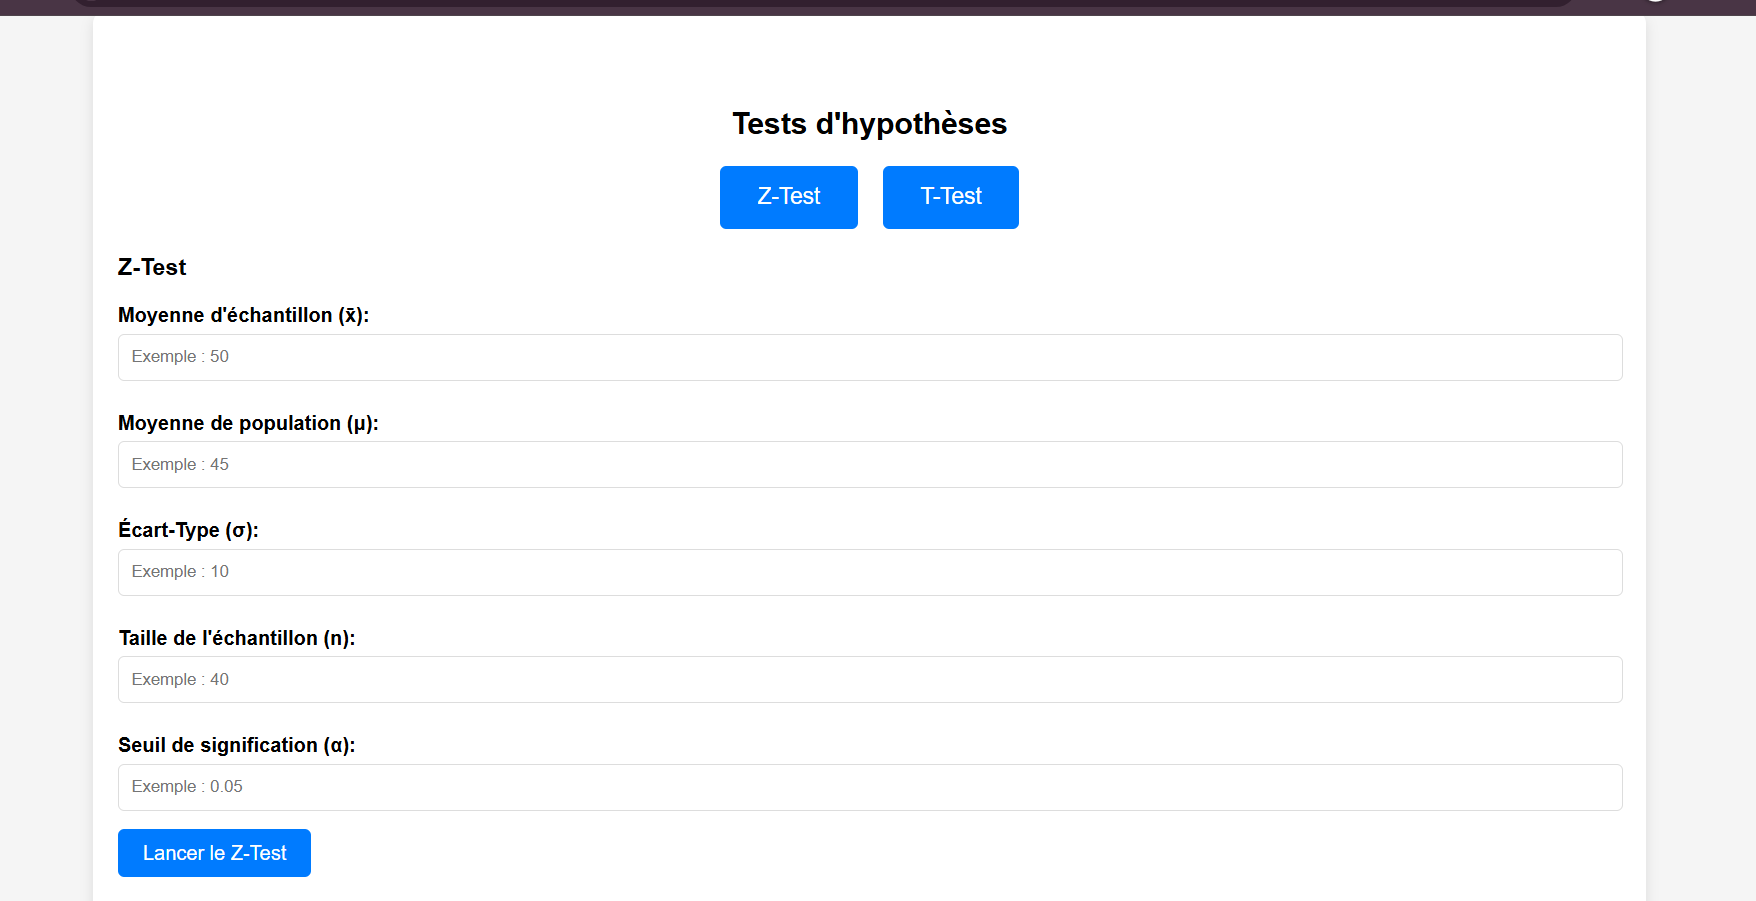 Tests d'hypothèses
Z-Test
T-Test
Z-Test
Moyenne d'échantillon (x̄):
Exemple : 50
Moyenne de population (μ):
Exemple : 45
Écart-Type (σ):
Exemple : 10
Taille de l'échantillon (n):
Exemple : 40
Seuil de signification (α):
Exemple : 0.05
Lancer le Z-Test